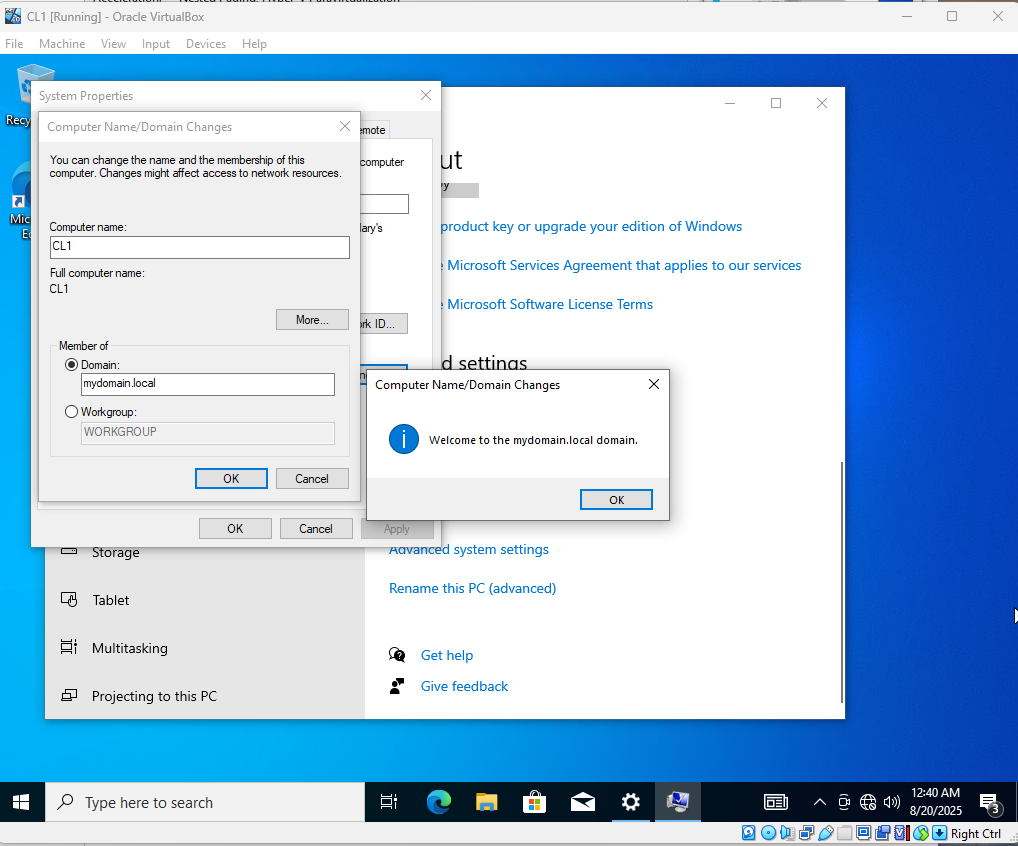 CL1 [Running] - Oracle VirtualBox
File Machine View Input Devices Help
System Properties
Computer Name/Domain Changes
You can change the name and the membership of this
computer. Changes might affect access to network resources.
Computer name:
CL1
Full computer name:
CL1
More...
Member of
Domain:
mydomain.local
Workgroup:
WORKGROUP
OK Cancel
emote
computer
ary's
rk ID...
OK Cancel Apply
ut
product key or upgrade your edition of Windows
Microsoft Services Agreement that applies to our services
Microsoft Software License Terms
d settings
Computer Name/Domain Changes
Welcome to the mydomain.local domain.
OK
Advanced system settings
Rename this PC (advanced)
Get help
Give feedback
Storage
Tablet
Multitasking
Projecting to this PC
Recy
Mic
E
Type here to search
12:40 AM
8/20/2025
3
Right Ctrl